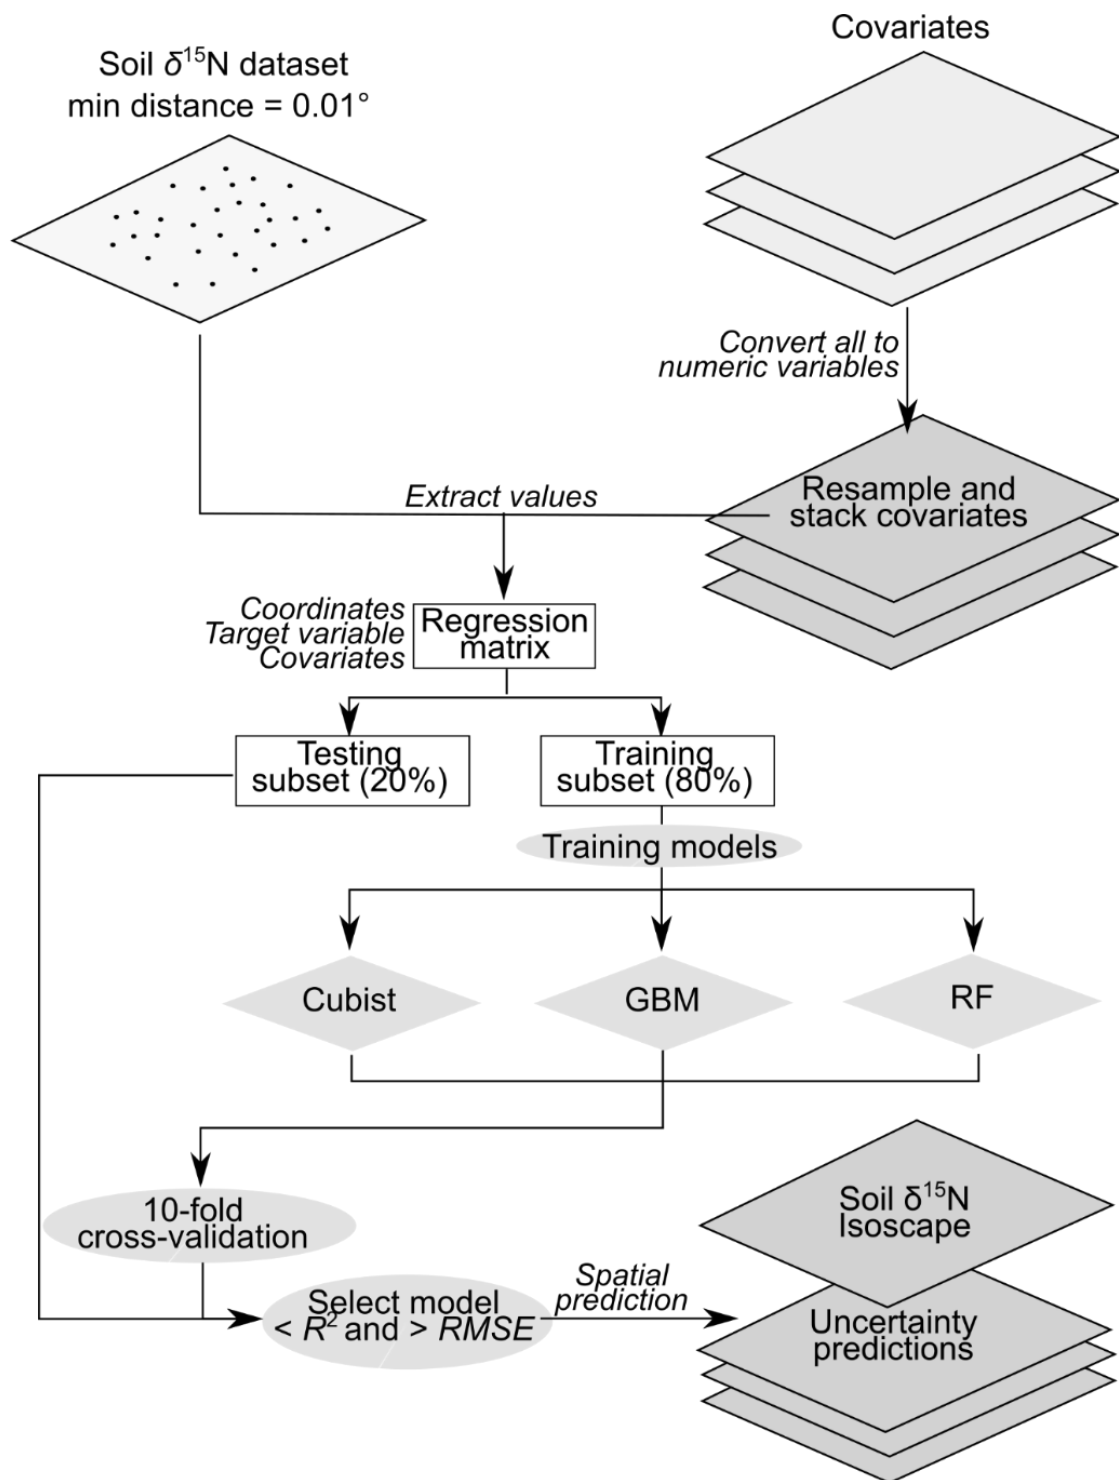 Soil δ¹⁵N dataset
min distance = 0.01°
Covariates
Convert all to
numeric variables
Resample and
stack covariates
Extract values
Coordinates
Target variable
Covariates
Regression
matrix
Testing
subset (20%)
Training
subset (80%)
Training models
Cubist
GBM
RF
10-fold
cross-validation
Select model
< R² and > RMSE
Spatial
prediction
Soil δ¹⁵N
Isoscape
Uncertainty
predictions